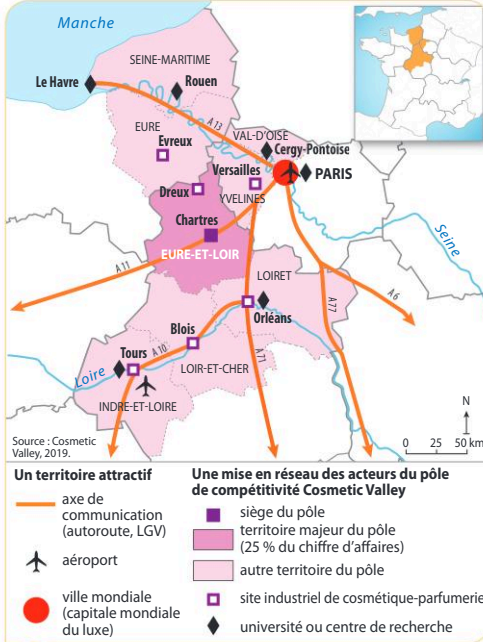 Manche
SEINE-MARITIME
Le Havre
Rouen
A 13
EURE
VAL-D'OISE
Evreux
Cergy-Pontoise
Versailles
PARIS
Dreux
YVELINES
Chartres
Seine
EURE-ET-LOIR
A 11
LOIRET
A 77
A 6
Orléans
Blois
Tours
A 10
Loire
LOIR-ET-CHER
A 71
INDRE-ET-LOIRE
N
Source : Cosmetic
Valley, 2019.
0 25 50 km
Un territoire attractif
axe de
communication
(autoroute, LGV)
aéroport
ville mondiale
(capitale mondiale
du luxe)
Une mise en réseau des acteurs du pôle
de compétitivité Cosmetic Valley
siège du pôle
territoire majeur du pôle
(25 % du chiffre d'affaires)
autre territoire du pôle
site industriel de cosmétique-parfumerie
université ou centre de recherche